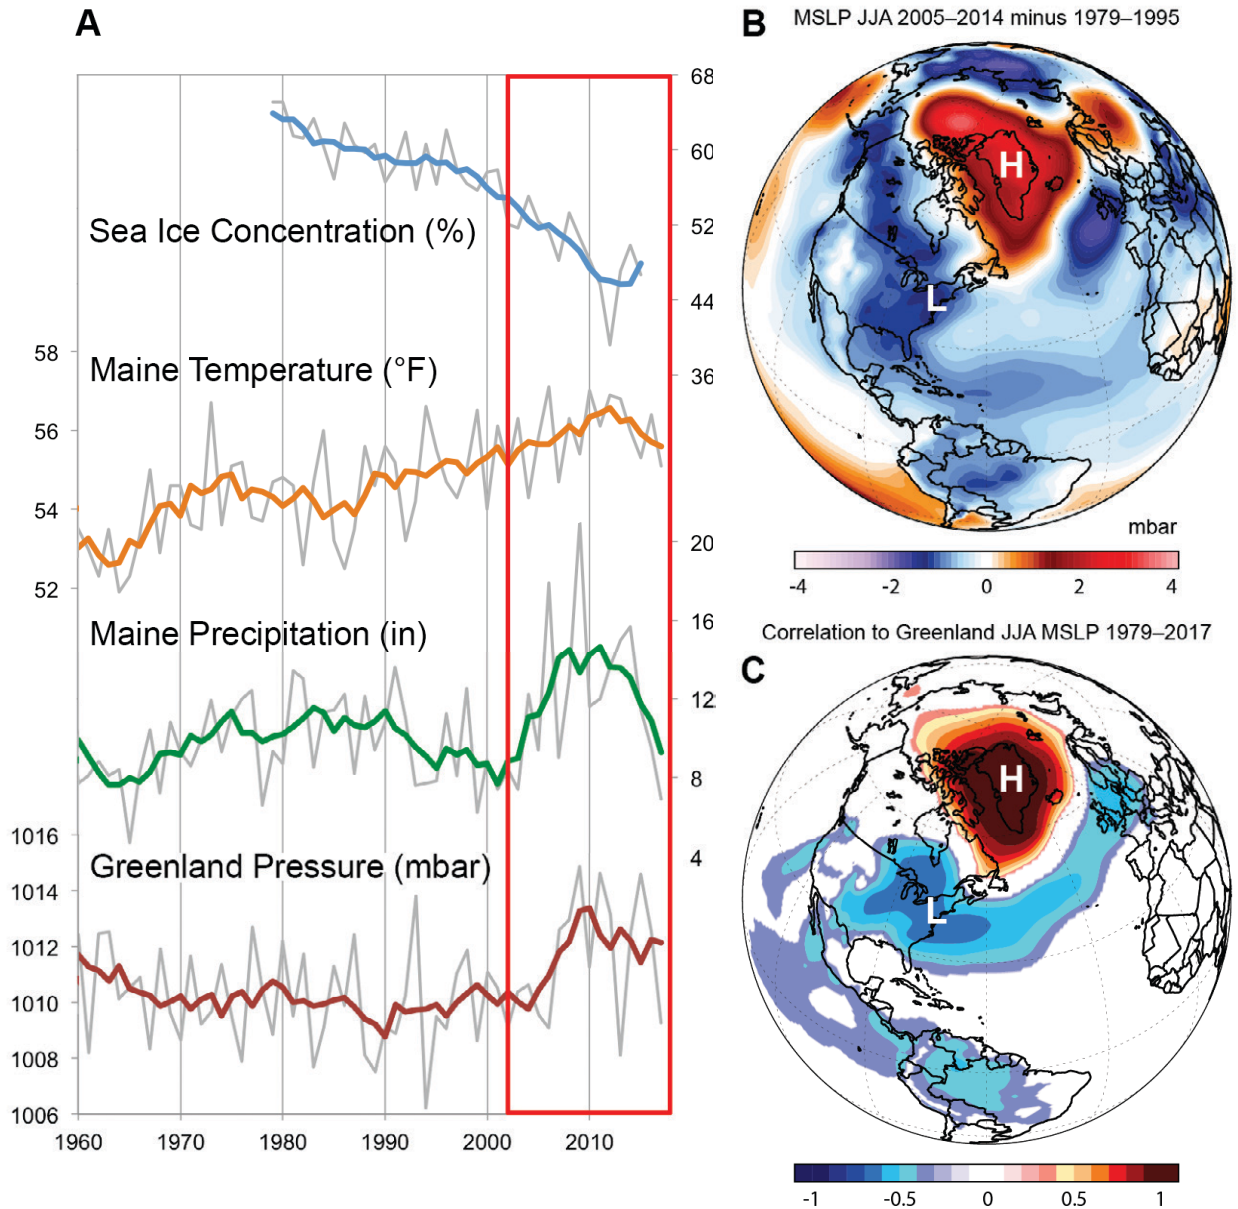 A
68
60
52
44
36
20
16
12
8
4
58
56
54
52
1016
1014
1012
1010
1008
1006
Sea Ice Concentration (%)
Maine Temperature (°F)
Maine Precipitation (in)
Greenland Pressure (mbar)
1960 1970 1980 1990 2000 2010
B MSLP JJA 2005–2014 minus 1979–1995
H
L
mbar
-4 -2 0 2 4
Correlation to Greenland JJA MSLP 1979–2017
C
H
L
-1 -0.5 0 0.5 1